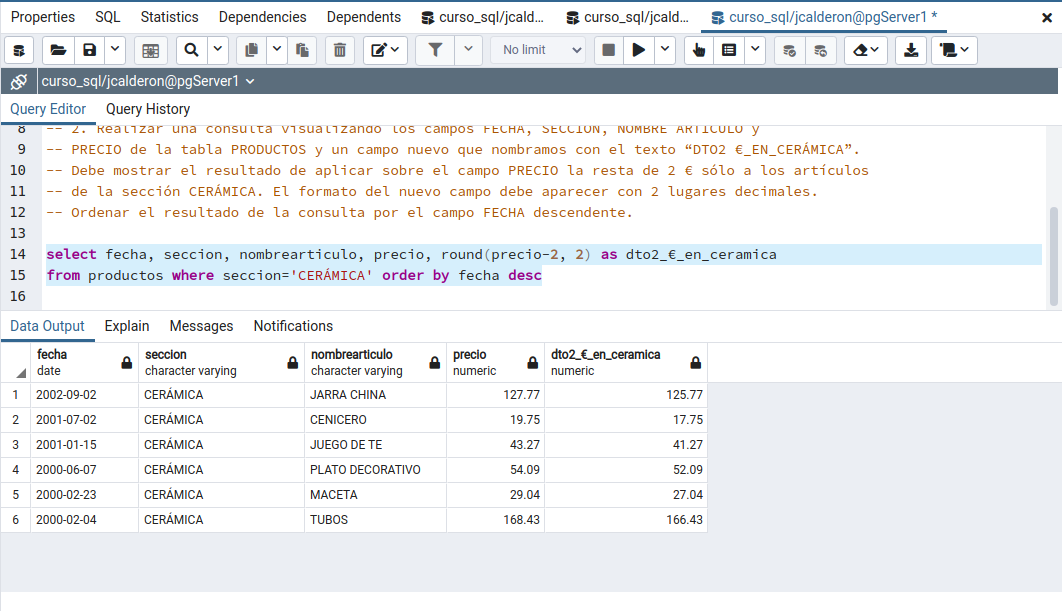 Properties SQL Statistics Dependencies Dependents curso_sql/jcald... curso_sql/jcald... curso_sql/jcalderon@pgServer1 *
No limit
curso_sql/jcalderon@pgServer1
Query Editor Query History
8 -- 2. Realizar una consulta visualizando los campos FECHA, SECCIÓN, NOMBRE ARTÍCULO y
9 -- PRECIO de la tabla PRODUCTOS y un campo nuevo que nombramos con el texto “DTO2 €_EN_CERÁMICA”.
10 -- Debe mostrar el resultado de aplicar sobre el campo PRECIO la resta de 2 € sólo a los artículos
11 -- de la sección CERÁMICA. El formato del nuevo campo debe aparecer con 2 lugares decimales.
12 -- Ordenar el resultado de la consulta por el campo FECHA descendente.
13
14 select fecha, seccion, nombrearticulo, precio, round(precio-2, 2) as dto2_€_en_ceramica
15 from productos where seccion='CERÁMICA' order by fecha desc
16
Data Output Explain Messages Notifications
fecha seccion nombrearticulo precio dto2_€_en_ceramica
date character varying character varying numeric numeric
1 2002-09-02 CERÁMICA JARRA CHINA 127.77 125.77
2 2001-07-02 CERÁMICA CENICERO 19.75 17.75
3 2001-01-15 CERÁMICA JUEGO DE TE 43.27 41.27
4 2000-06-07 CERÁMICA PLATO DECORATIVO 54.09 52.09
5 2000-02-23 CERÁMICA MACETA 29.04 27.04
6 2000-02-04 CERÁMICA TUBOS 168.43 166.43